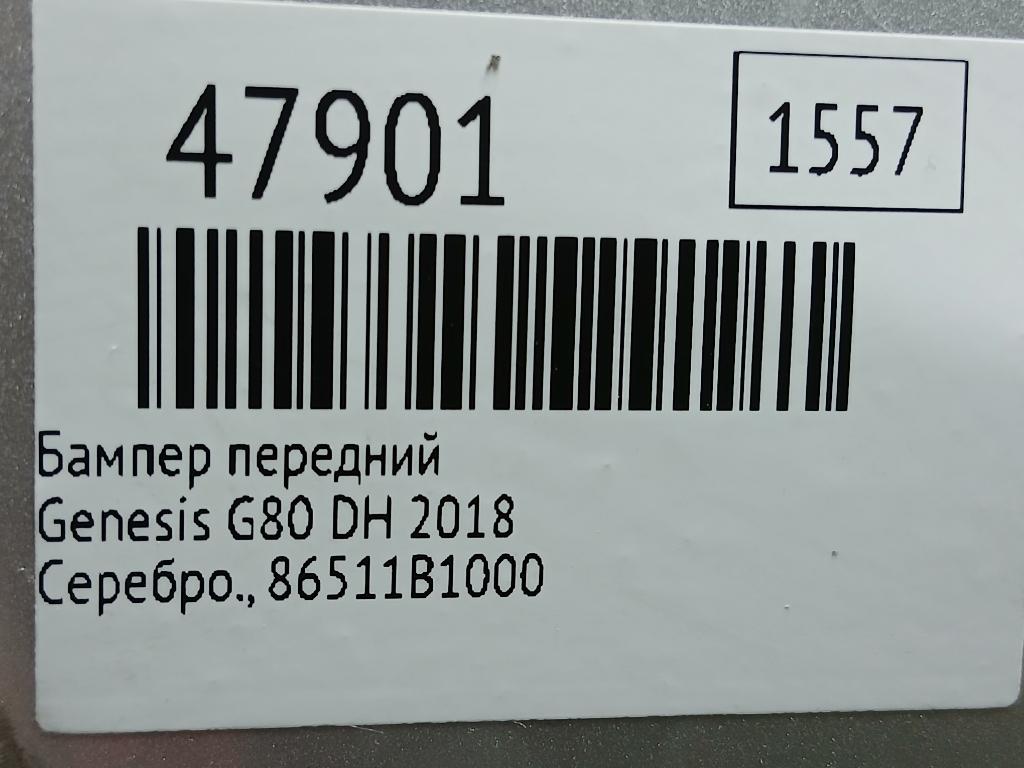 47901
1557
Бампер передний
Genesis G80 DH 2018
Серебро., 86511B1000